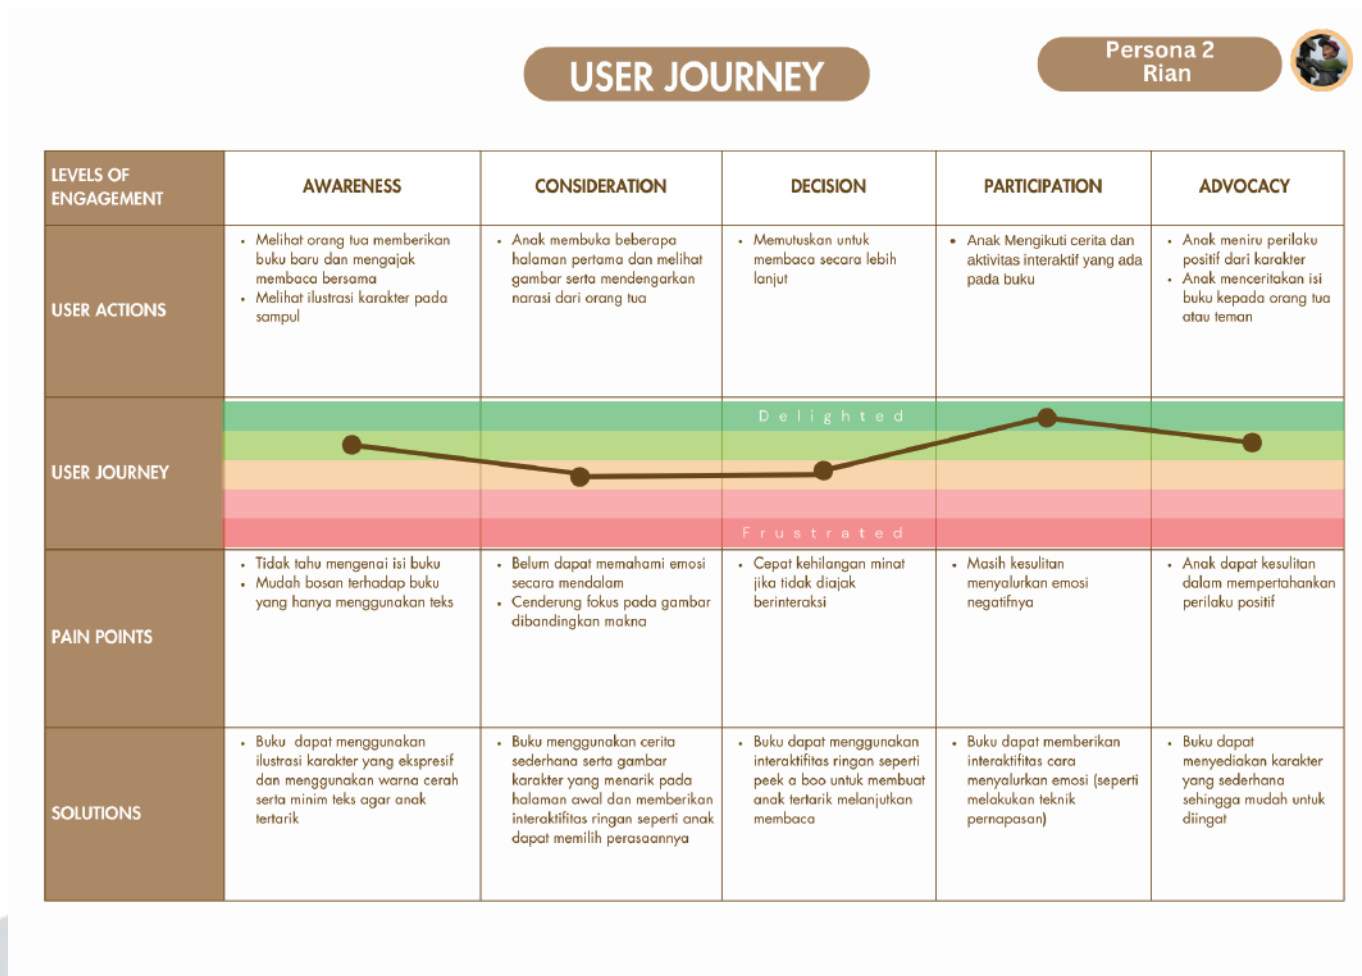 USER JOURNEY
Persona 2
Rian
LEVELS OF
ENGAGEMENT
AWARENESS
CONSIDERATION
DECISION
PARTICIPATION
ADVOCACY
USER ACTIONS
• Melihat orang tua memberikan
buku baru dan mengajak
membaca bersama
• Melihat ilustrasi karakter pada
sampul
• Anak membuka beberapa
halaman pertama dan melihat
gambar serta mendengarkan
narasi dari orang tua
• Memutuskan untuk
membaca secara lebih
lanjut
• Anak Mengikuti cerita dan
aktivitas interaktif yang ada
pada buku
• Anak meniru perilaku
positif dari karakter
• Anak menceritakan isi
buku kepada orang tua
atau teman
USER JOURNEY
Delighted
Frustrated
PAIN POINTS
• Tidak tahu mengenai isi buku
• Mudah bosan terhadap buku
yang hanya menggunakan teks
• Belum dapat memahami emosi
secara mendalam
• Cenderung fokus pada gambar
dibandingkan makna
• Cepat kehilangan minat
jika tidak diajak
berinteraksi
• Masih kesulitan
menyalurkan emosi
negatifnya
• Anak dapat kesulitan
dalam mempertahankan
perilaku positif
SOLUTIONS
• Buku dapat menggunakan
ilustrasi karakter yang ekspresif
dan menggunakan warna cerah
serta minim teks agar anak
tertarik
• Buku menggunakan cerita
sederhana serta gambar
karakter yang menarik pada
halaman awal dan memberikan
interaktifitas ringan seperti anak
dapat memilih perasaannya
• Buku dapat menggunakan
interaktifitas ringan seperti
peek a boo untuk membuat
anak tertarik melanjutkan
membaca
• Buku dapat memberikan
interaktifitas cara
menyalurkan emosi (seperti
melakukan teknik
pernapasan)
• Buku dapat
menyediakan karakter
yang sederhana
sehingga mudah untuk
diingat